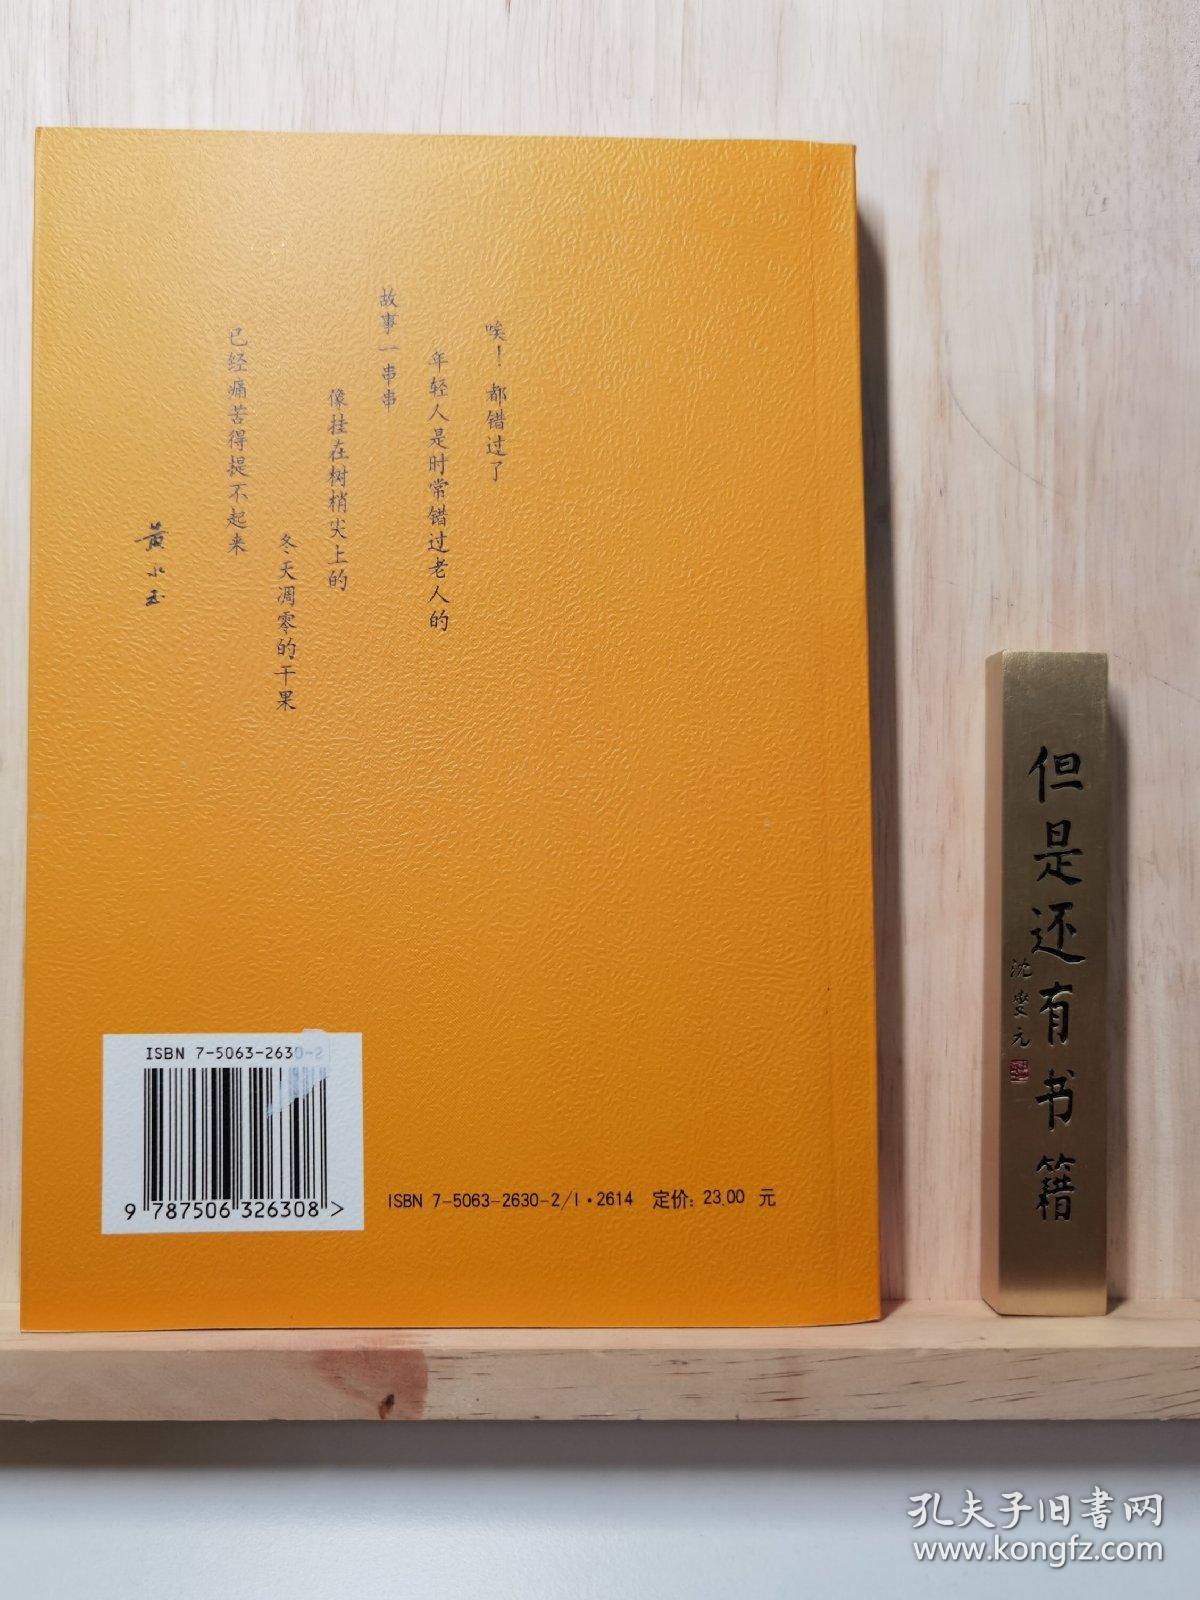 唉！都错过了
年轻人是时常错过老人的
故事一串串
像挂在树梢尖上的
冬天凋零的干果
已经痛苦得提不起来
黄永玉
ISBN 7-5063-2630-2
9 787506 326308 >
ISBN 7-5063-2630-2/I·2614 定价：23.00 元
但是还有书籍
沈燮元
孔夫子旧书网
www.kongfz.com